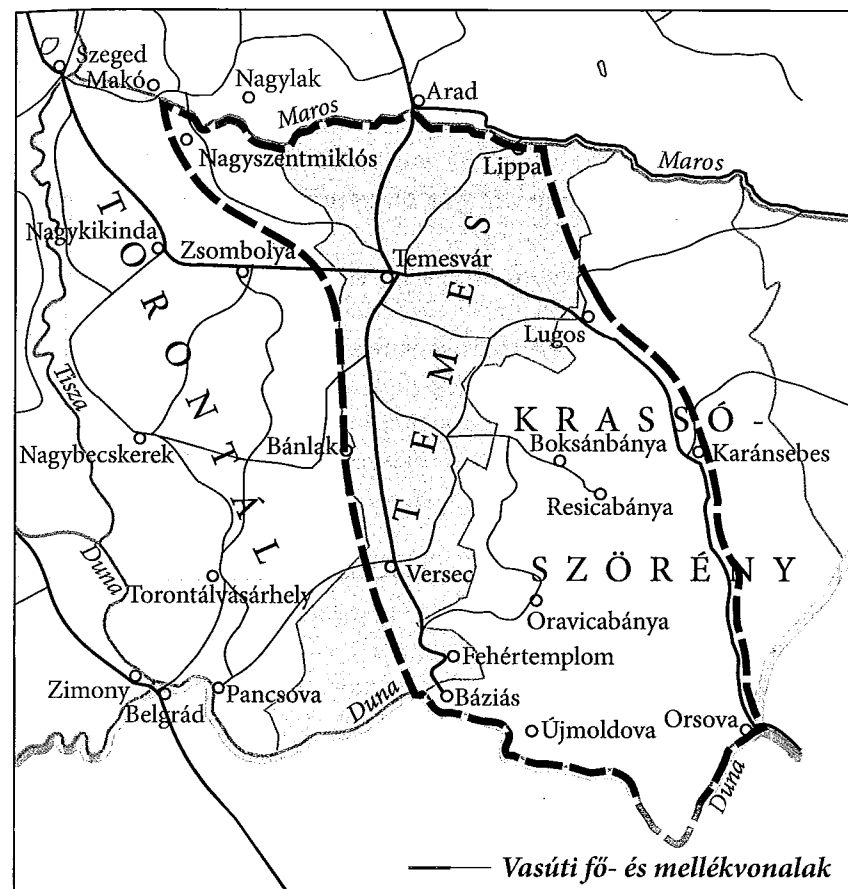 Szeged
Makó
Nagylak
Arad
Maros
Nagyszentmiklós
Lippa
Maros
TORONTÁL
Nagykikinda
Zsombolya
Temesvár
TEMES
Lugos
Tisza
KRASSÓ-
Nagybecskerek
Bánlak
Boksánbánya
Karánsebes
Resicabánya
Duna
Torontálvásárhely
Versec
SZÖRÉNY
Oravicabánya
Fehértemplom
Zimony
Belgrád
Pancsova
Duna
Báziás
Újmoldova
Orsova
Duna
Vasúti fő- és mellékvonalak